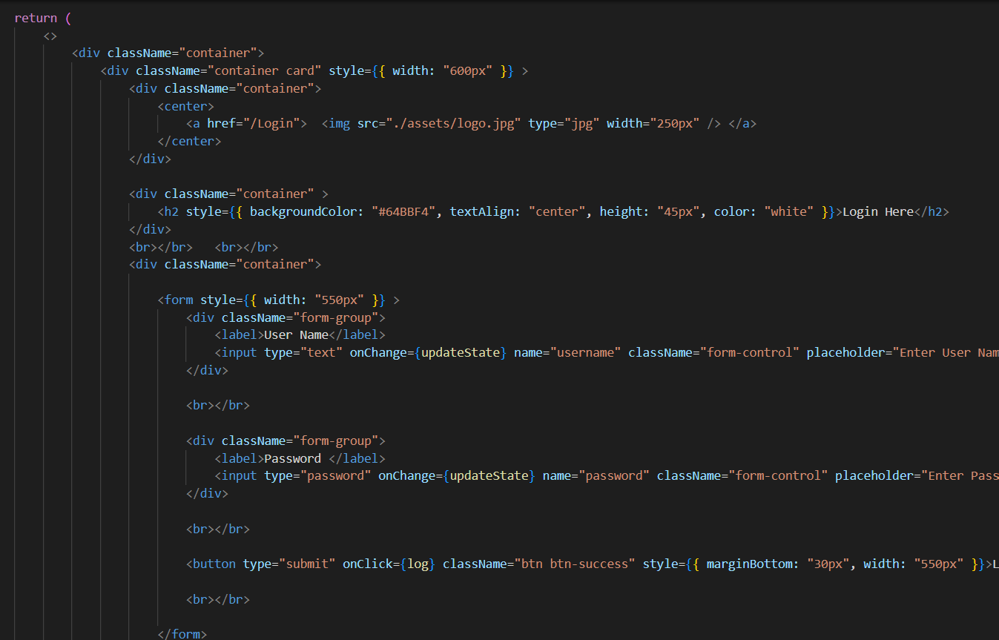 return (
<>
<div className="container">
<div className="container card" style={{ width: "600px" }} >
<div className="container">
<center>
<a href="/Login">  <img src="./assets/logo.jpg" type="jpg" width="250px" /> </a>
</center>
</div>
<div className="container" >
<h2 style={{ backgroundColor: "#64BBF4", textAlign: "center", height: "45px", color: "white" }}>Login Here</h2>
</div>
<br></br>   <br></br>
<div className="container">
<form style={{ width: "550px" }} >
<div className="form-group">
<label>User Name</label>
<input type="text" onChange={updateState} name="username" className="form-control" placeholder="Enter User Nam
</div>
<br></br>
<div className="form-group">
<label>Password </label>
<input type="password" onChange={updateState} name="password" className="form-control" placeholder="Enter Pass
</div>
<br></br>
<button type="submit" onClick={log} className="btn btn-success" style={{ marginBottom: "30px", width: "550px" }}>L
<br></br>
</form>